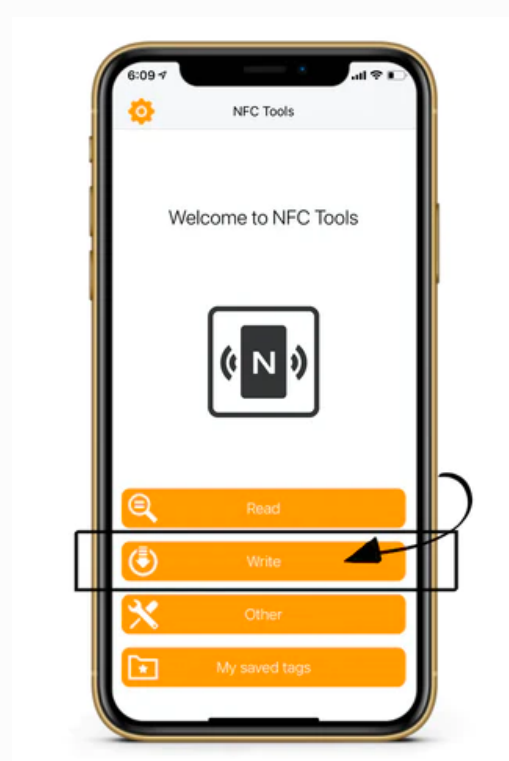 6:09
NFC Tools
Welcome to NFC Tools
N
Read
Write
Other
My saved tags